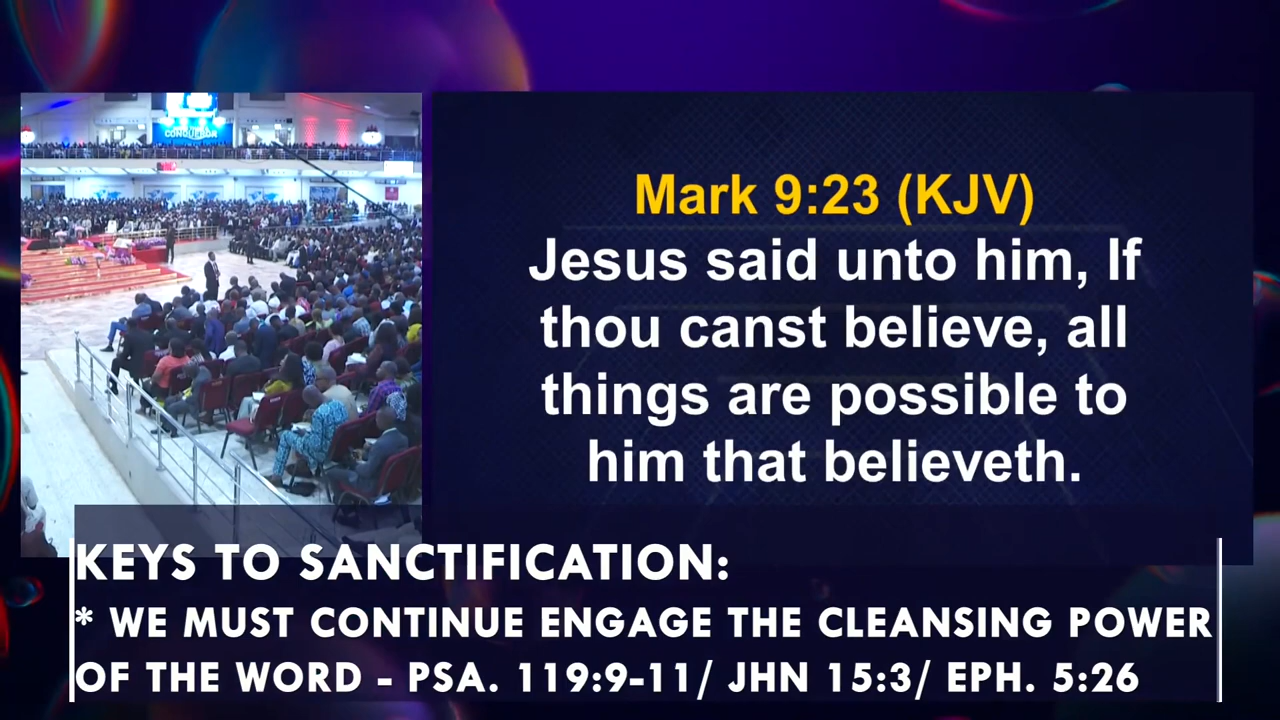 CONQUEROR
Mark 9:23 (KJV)
Jesus said unto him, If
thou canst believe, all
things are possible to
him that believeth.
KEYS TO SANCTIFICATION:
* WE MUST CONTINUE ENGAGE THE CLEANSING POWER
OF THE WORD - PSA. 119:9-11/ JHN 15:3/ EPH. 5:26